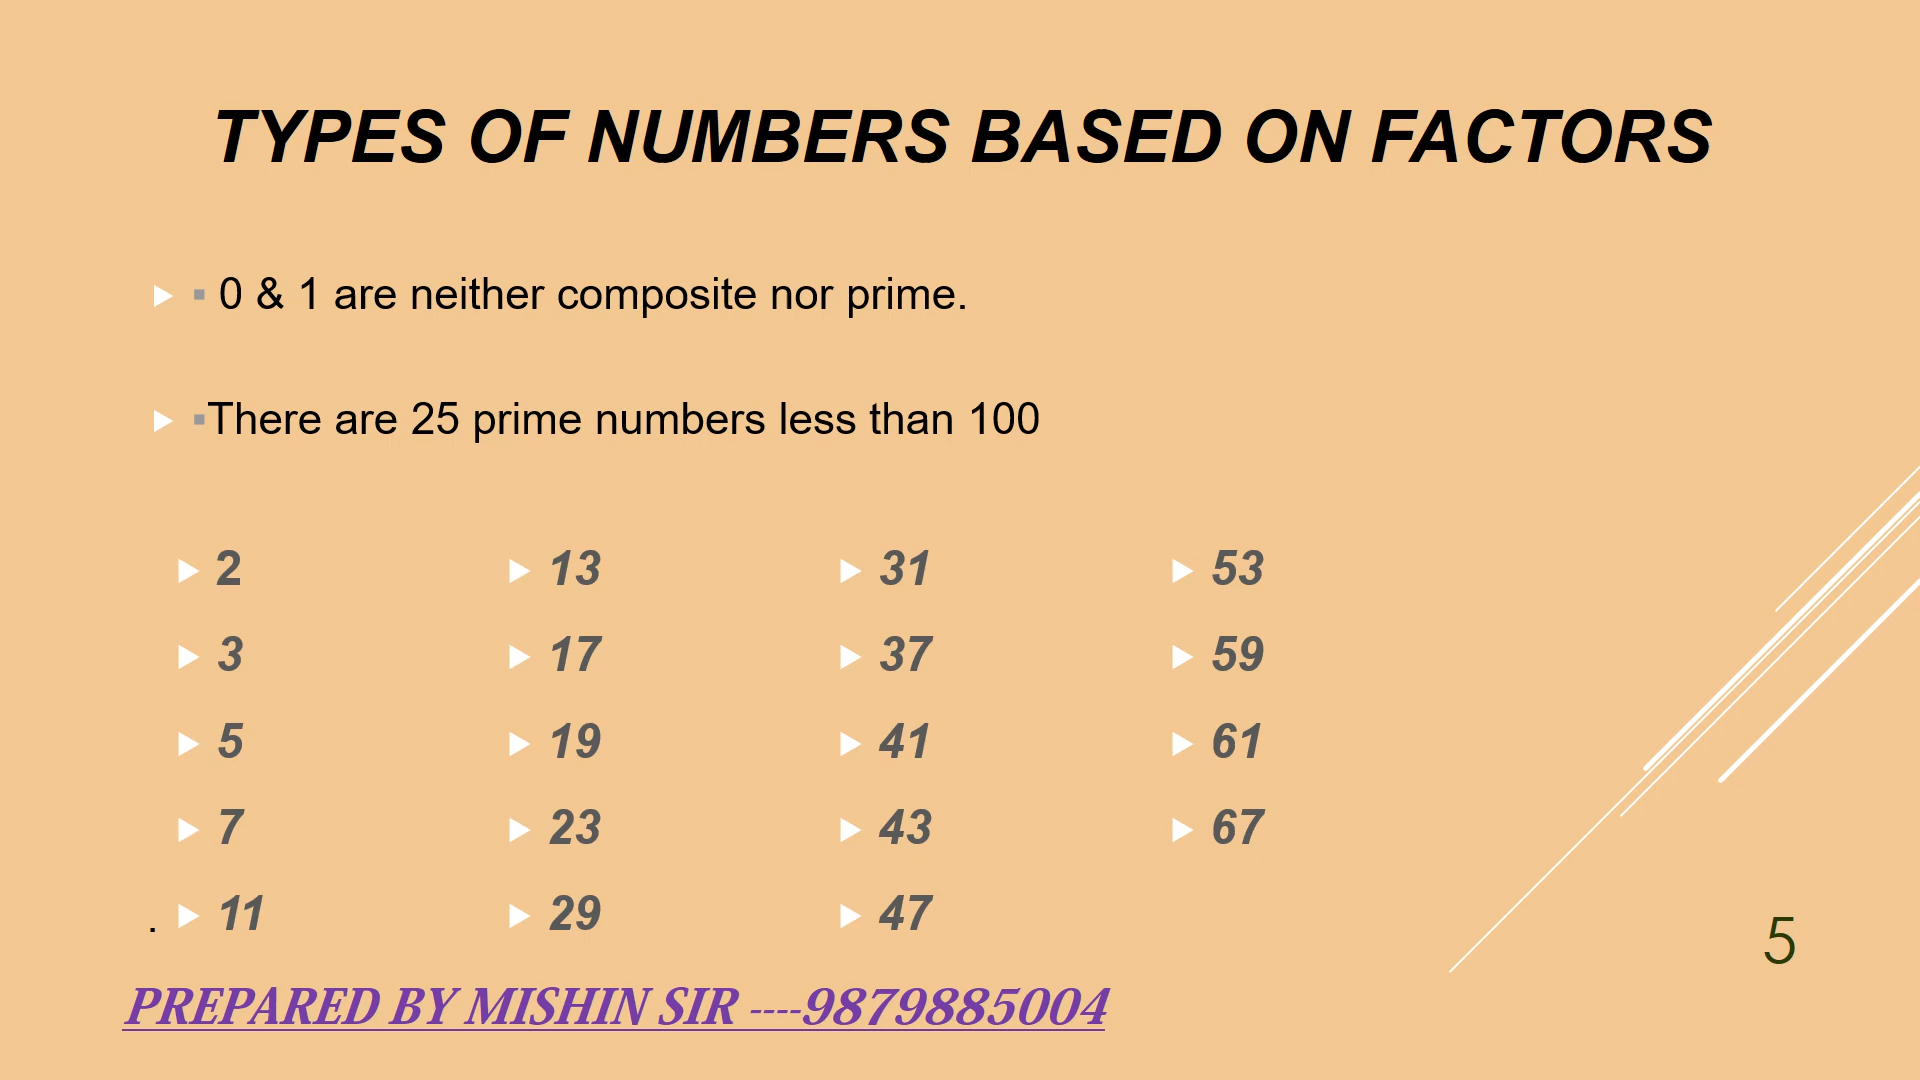 TYPES OF NUMBERS BASED ON FACTORS
▪ 0 & 1 are neither composite nor prime.
▪There are 25 prime numbers less than 100
2 13 31 53
3 17 37 59
5 19 41 61
7 23 43 67
. 11 29 47
5
PREPARED BY MISHIN SIR ----9879885004